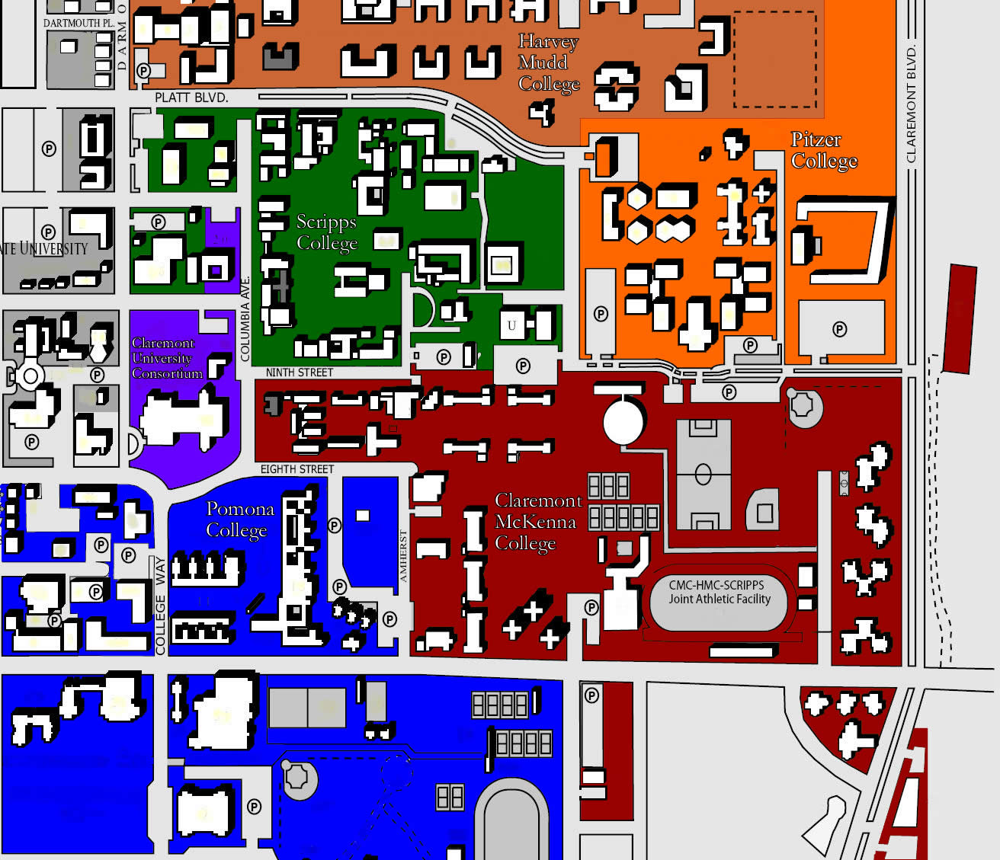 DARTMOUTH PL.
DARMO
Harvey
Mudd
College
P
PLATT BLVD.
CLAREMONT BLVD.
P
Pitzer
College
Scripps
College
P
P
ATE UNIVERSITY
COLUMBIA AVE.
P
U
P
Claremont
University
Consortium
P
P
P
P
NINTH STREET
P
P
P
EIGHTH STREET
Pomona
College
Claremont
McKenna
College
P
AMHERST
P
P
COLLEGE WAY
P
P
P
P
P
CMC-HMC-SCRIPPS
Joint Athletic Facility
P
P